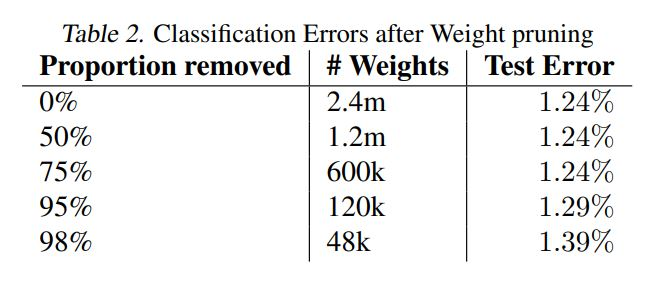 Table 2. Classification Errors after Weight pruning
Proportion removed # Weights Test Error
0% 2.4m 1.24%
50% 1.2m 1.24%
75% 600k 1.24%
95% 120k 1.29%
98% 48k 1.39%